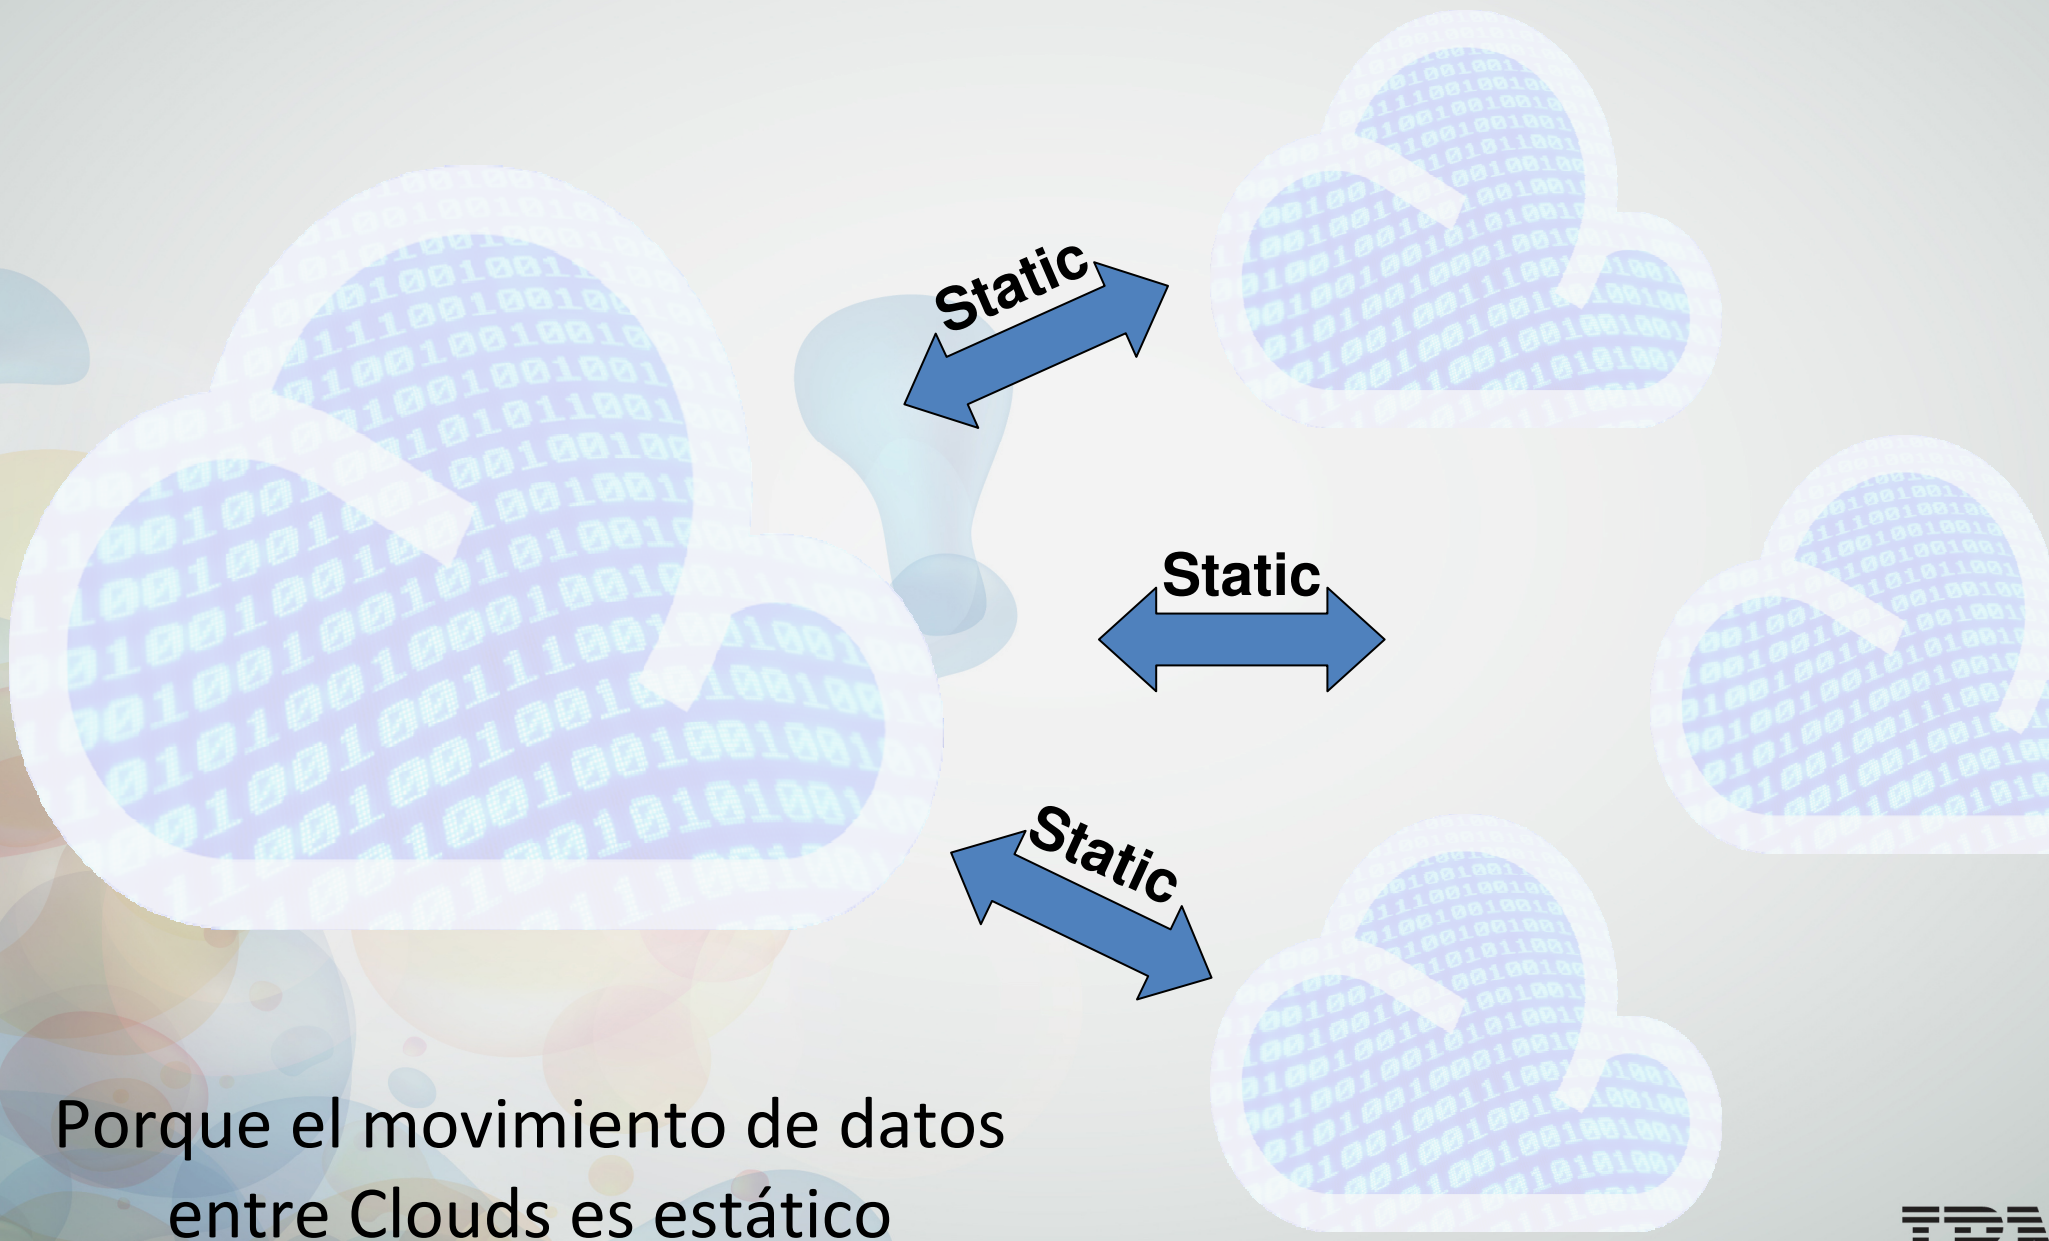 Static
Static
Static
Porque el movimiento de datos
entre Clouds es estático